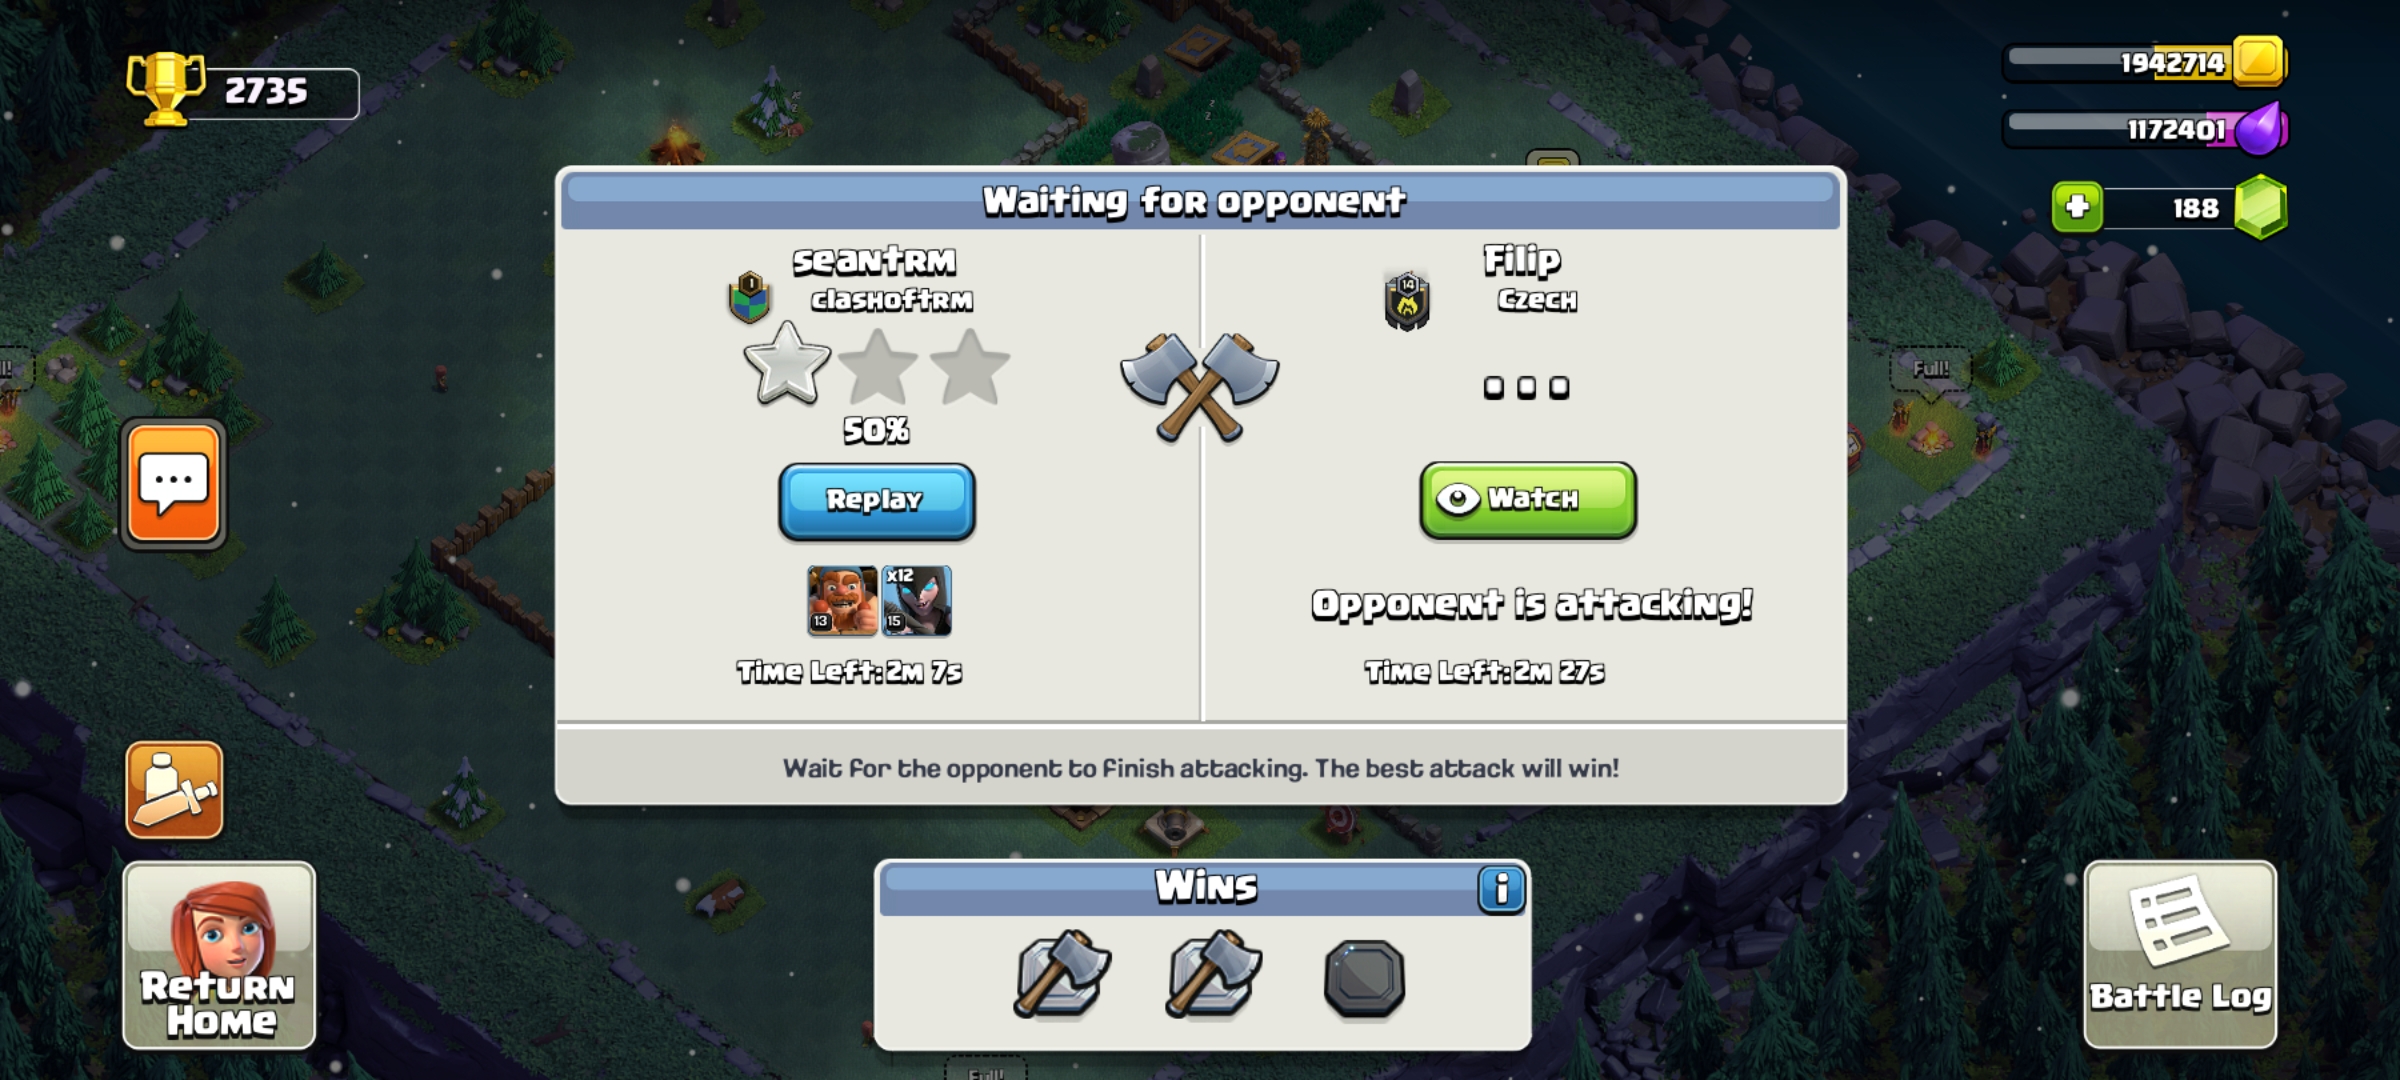 2735
1942714
1172401
188
Waiting for opponent
seantrm
clashoftrm
1
50%
Replay
x12
13
15
Time Left: 2m 7s
Filip
Czech
14
Watch
Opponent is attacking!
Time Left: 2m 27s
Wait for the opponent to finish attacking. The best attack will win!
Full!
Wins
i
Return
Home
Battle Log
Full!
z
z